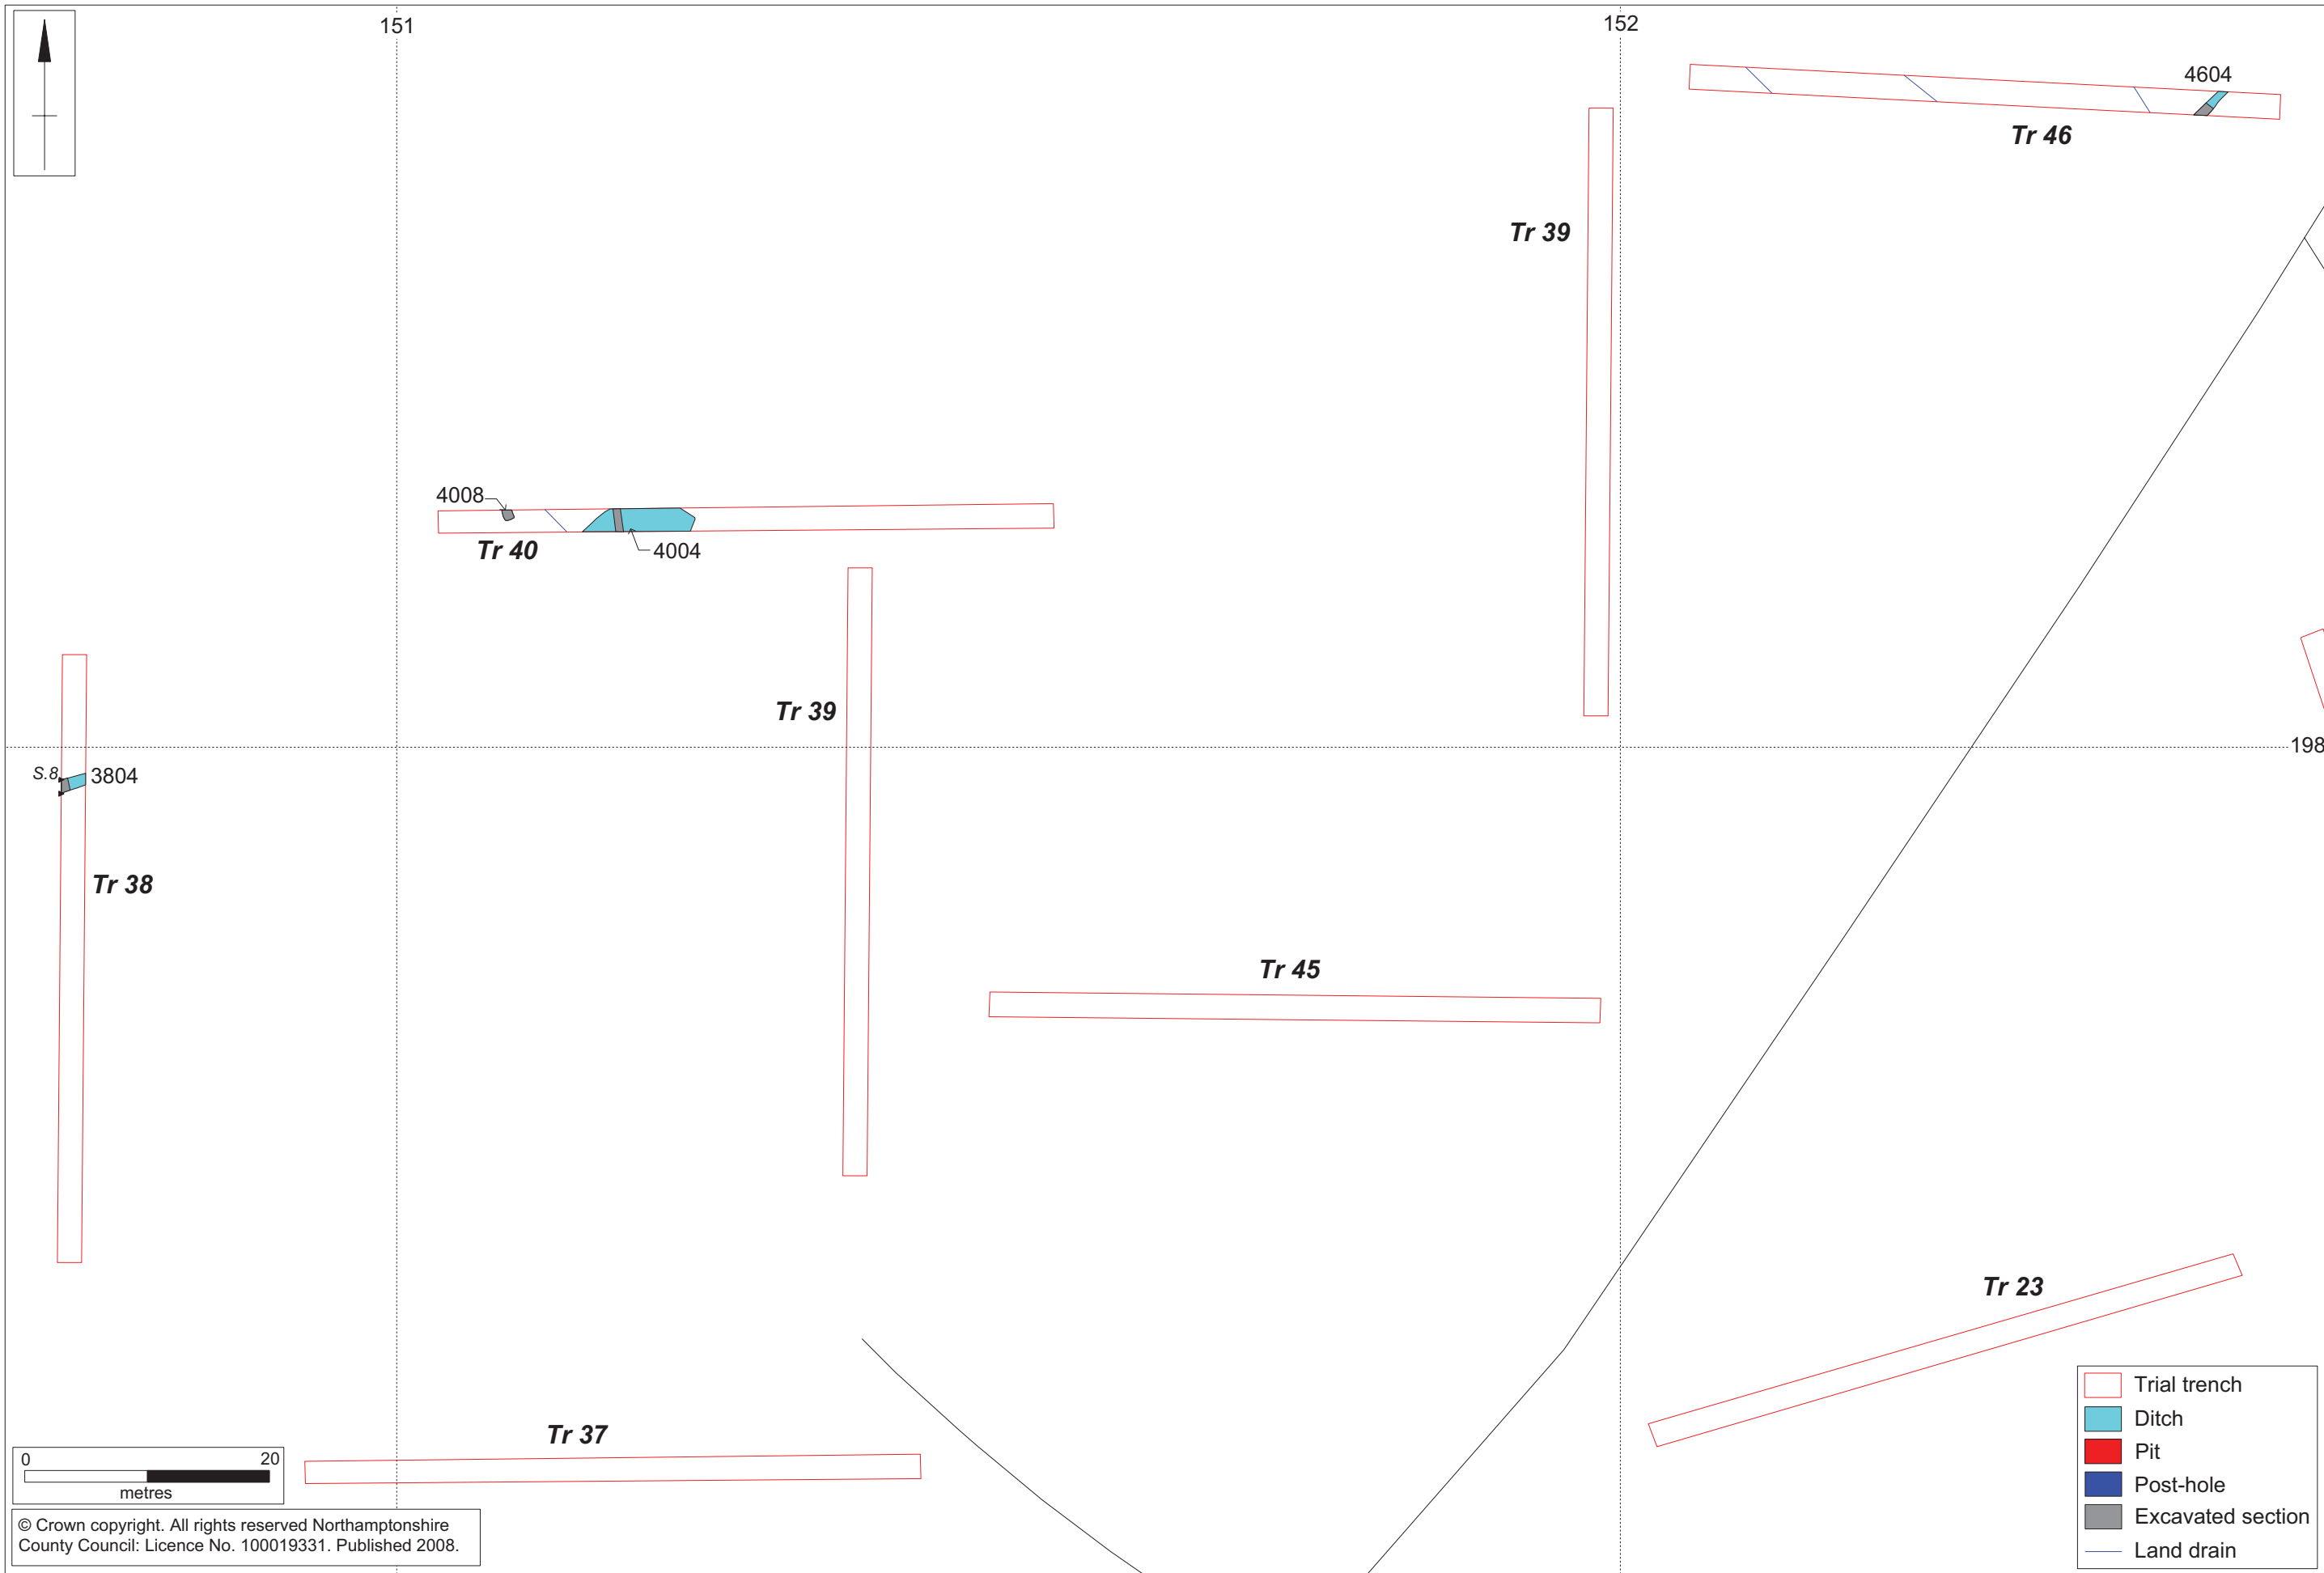 151
152
4604
Tr 46
Tr 39
4008
Tr 40
4004
Tr 39
198
S.8
3804
Tr 38
Tr 45
Tr 23
Tr 37
0 20
metres
© Crown copyright. All rights reserved Northamptonshire
County Council: Licence No. 100019331. Published 2008.
Trial trench
Ditch
Pit
Post-hole
Excavated section
Land drain